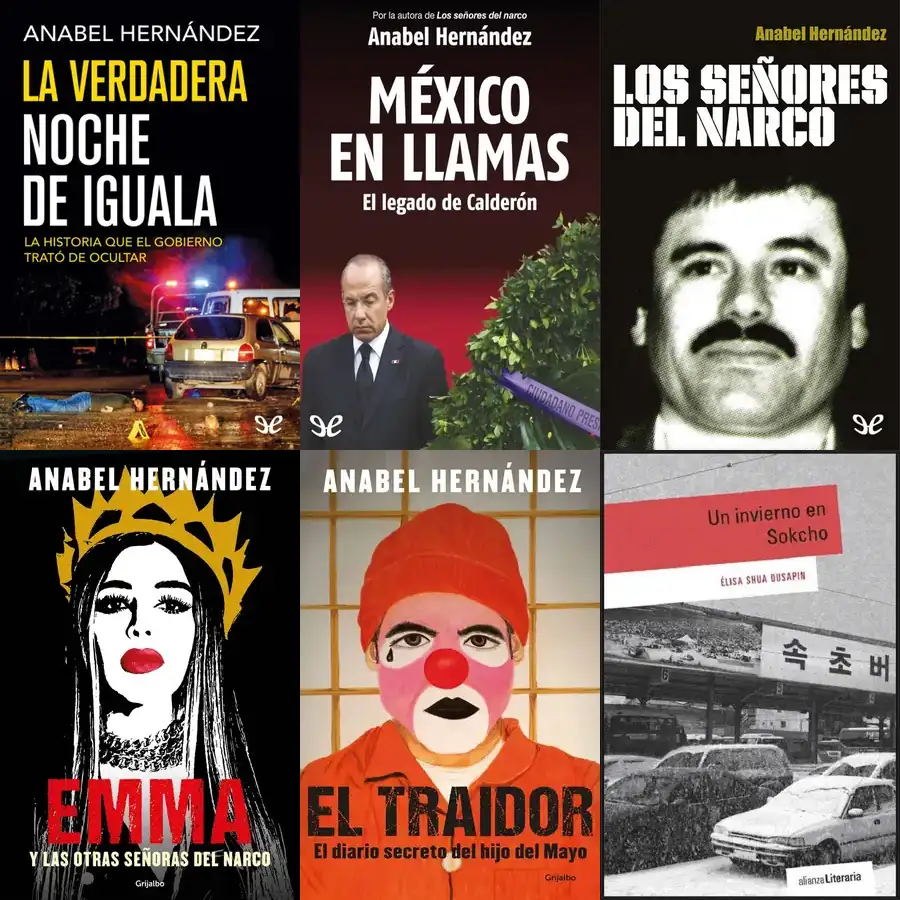 ANABEL HERNÁNDEZ
LA VERDADERA
NOCHE
DE IGUALA
LA HISTORIA QUE EL GOBIERNO
TRATÓ DE OCULTAR
Por la autora de Los señores del narco
Anabel Hernández
MÉXICO
EN LLAMAS
El legado de Calderón
CIUDADANO PRES
Anabel Hernández
LOS SEÑORES
DEL NARCO
ANABEL HERNÁNDEZ
EMMA
Y LAS OTRAS SEÑORAS DEL NARCO
Grijalbo
ANABEL HERNÁNDEZ
EL TRAIDOR
El diario secreto del hijo del Mayo
Grijalbo
Un invierno en
Sokcho
ÉLISA SHUA DUSAPIN
속초버
6
8
alianzaLiteraria